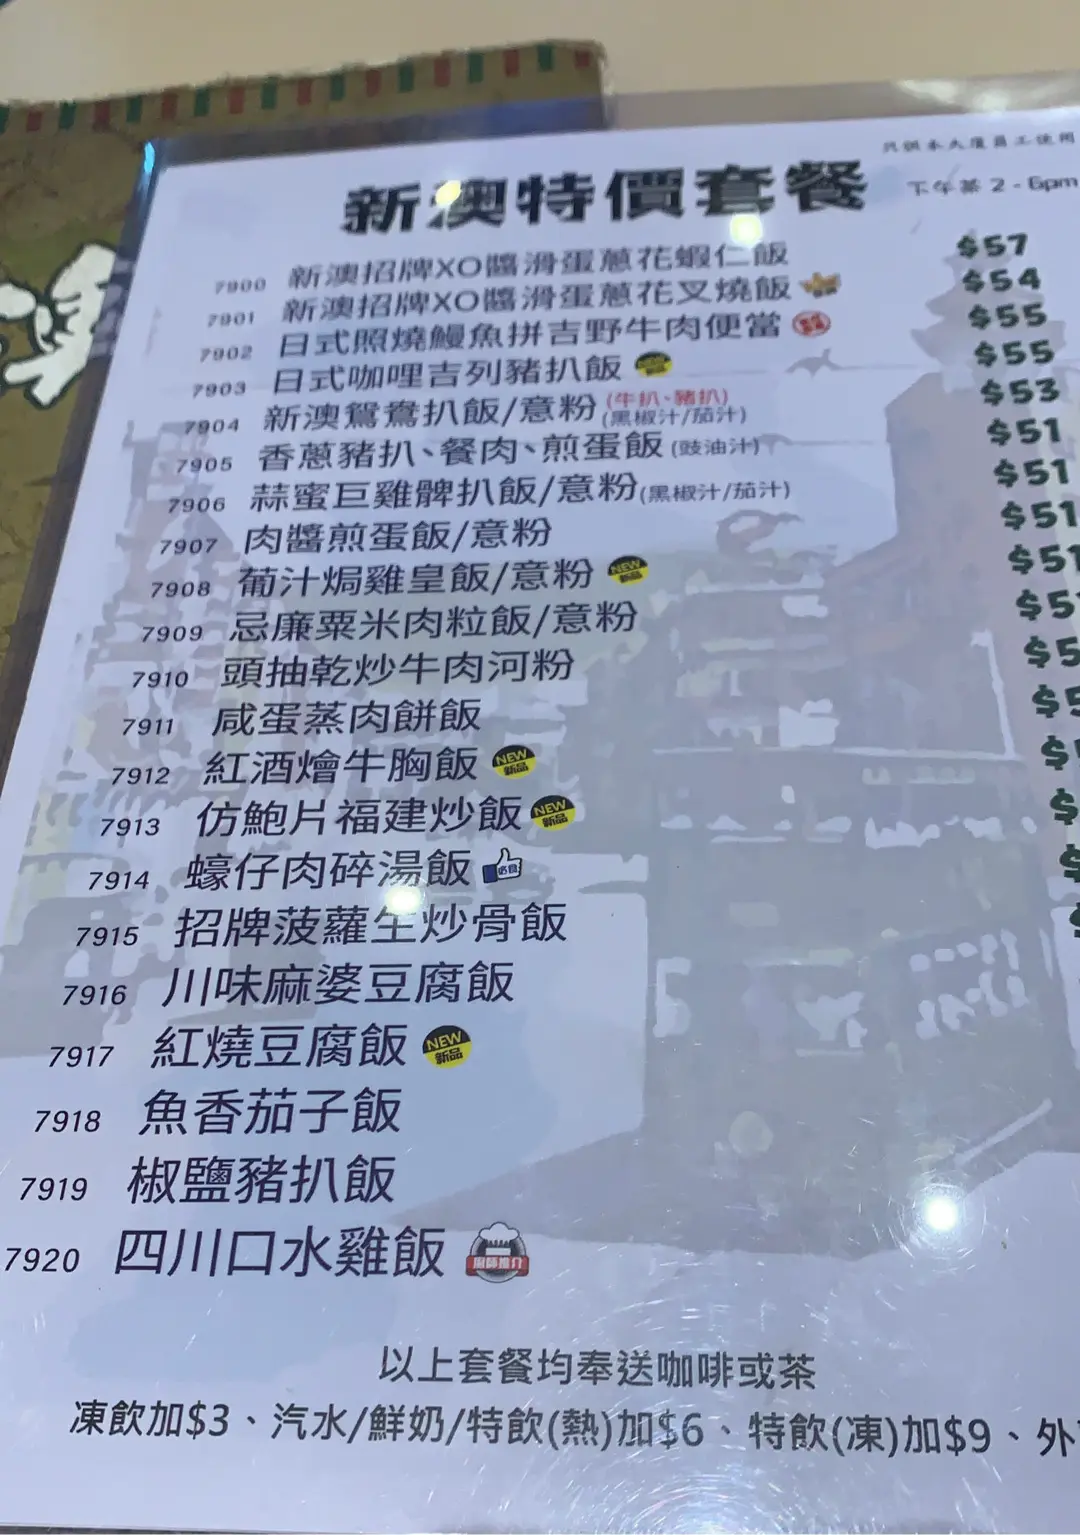 只供本大廈員工使用
新澳特價套餐 下午茶 2 - 6pm
7900 新澳招牌XO醬滑蛋蔥花蝦仁飯 $57
7901 新澳招牌XO醬滑蛋蔥花叉燒飯 $54
7902 日式照燒鰻魚拼吉野牛肉便當 $55
7903 日式咖哩吉列豬扒飯 NEW $55
7904 新澳鴛鴦扒飯/意粉 (牛扒、豬扒) (黑椒汁/茄汁) $53
7905 香蔥豬扒、餐肉、煎蛋飯 (豉油汁) $51
7906 蒜蜜巨雞髀扒飯/意粉(黑椒汁/茄汁) $51
7907 肉醬煎蛋飯/意粉 $51
7908 葡汁焗雞皇飯/意粉 NEW 新品 $51
7909 忌廉粟米肉粒飯/意粉 $5
7910 頭抽乾炒牛肉河粉 $5
7911 咸蛋蒸肉餅飯 $5
7912 紅酒燴牛胸飯 NEW 新品 $
7913 仿鮑片福建炒飯 NEW 新品 $
7914 蠔仔肉碎湯飯 必食 $
7915 招牌菠蘿生炒骨飯 $
7916 川味麻婆豆腐飯
7917 紅燒豆腐飯 NEW 新品
7918 魚香茄子飯
7919 椒鹽豬扒飯
7920 四川口水雞飯 廚師推介
以上套餐均奉送咖啡或茶
凍飲加$3、汽水/鮮奶/特飲(熱)加$6、特飲(凍)加$9、外